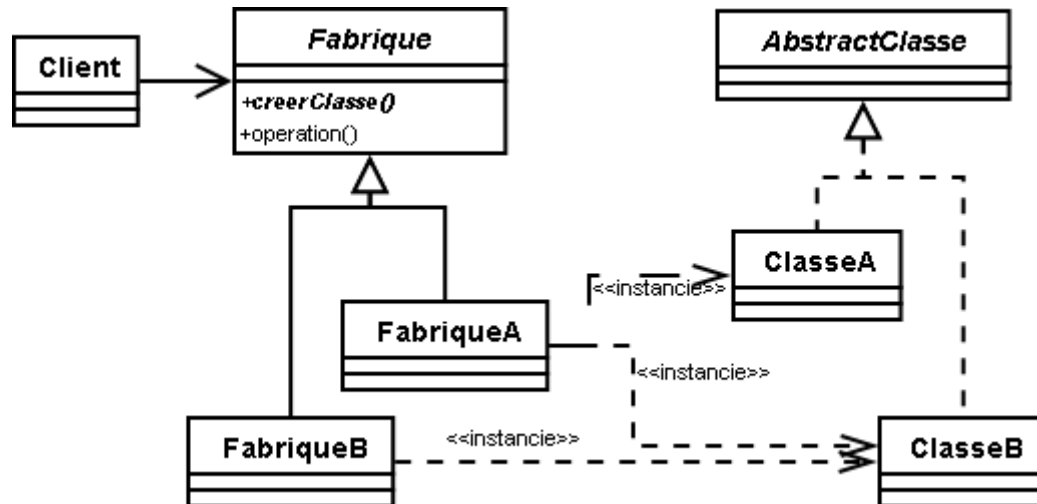 Fabrique
AbstractClasse
Client
+creerClasse()
+operation()
ClasseA
<<instancie>>
FabriqueA
<<instancie>>
FabriqueB
<<instancie>>
ClasseB